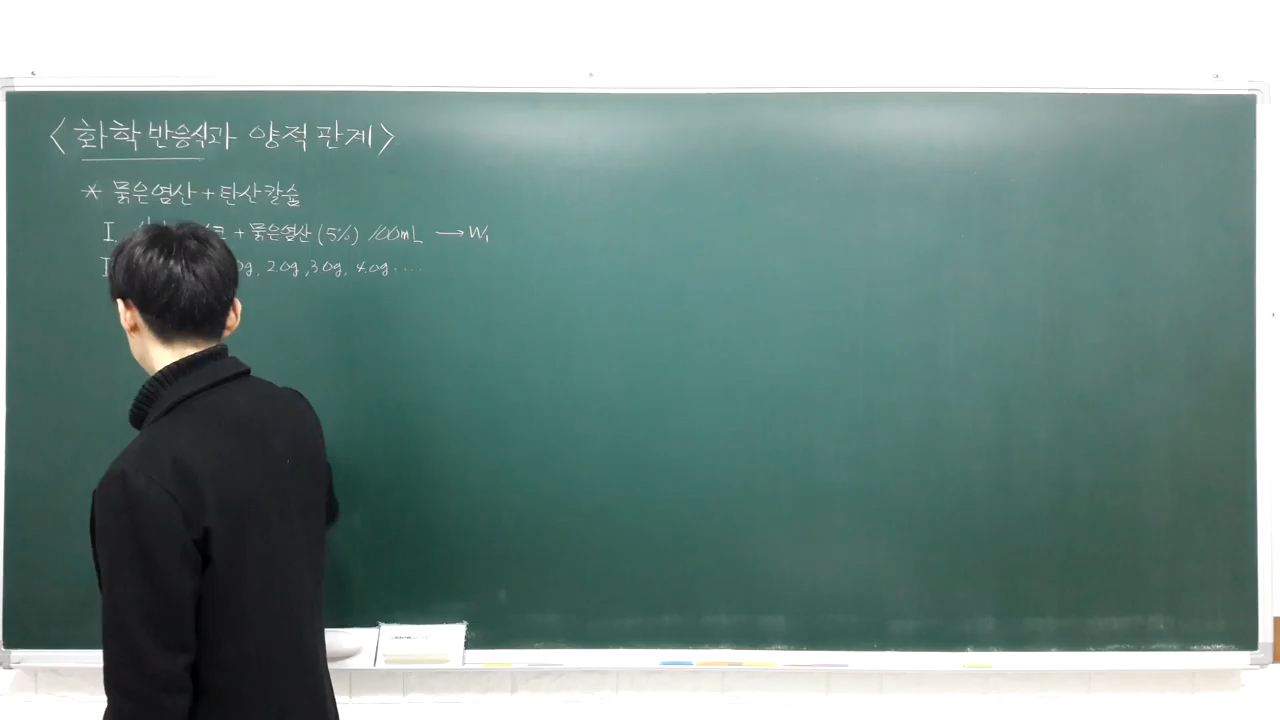 <화학반응식과 양적 관계>
* 묽은염산 + 탄산칼슘
I. + 묽은염산 (5%) 100mL → W₁
0g, 2.0g, 3.0g, 4.0g....